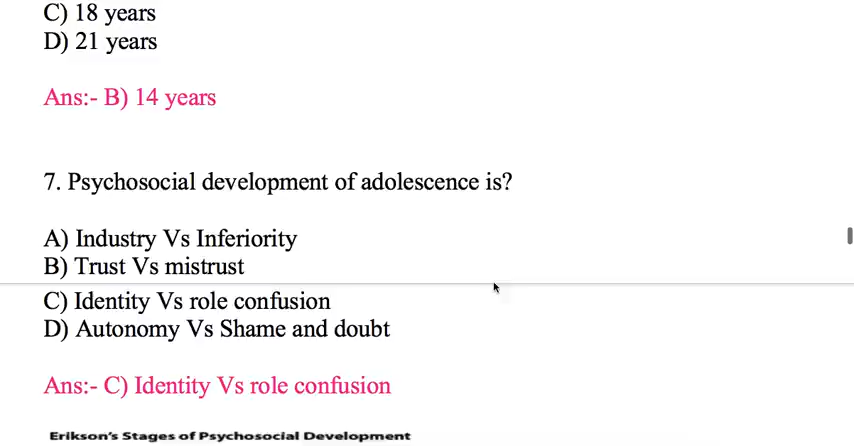 C) 18 years
D) 21 years
Ans:- B) 14 years
7. Psychosocial development of adolescence is?
A) Industry Vs Inferiority
B) Trust Vs mistrust
C) Identity Vs role confusion
D) Autonomy Vs Shame and doubt
Ans:- C) Identity Vs role confusion
Erikson's Stages of Psychosocial Development